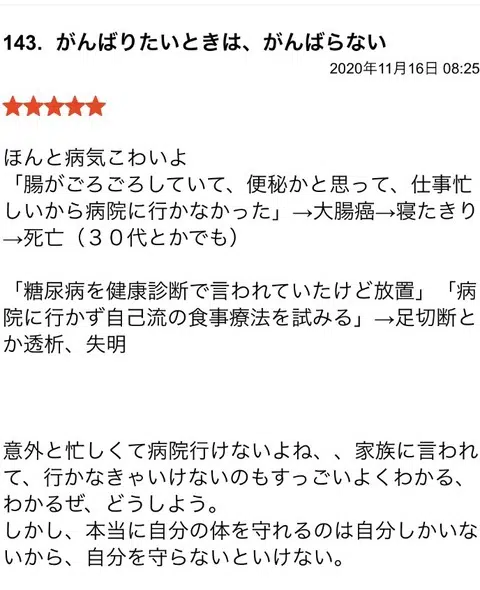 143. がんばりたいときは、がんばらない
2020年11月16日 08:25
★★★★★
ほんと病気こわいよ
「腸がごろごろしていて、便秘かと思って、仕事忙
しいから病院に行かなかった」→大腸癌→寝たきり
→死亡（３０代とかでも）
「糖尿病を健康診断で言われていたけど放置」「病
院に行かず自己流の食事療法を試みる」→足切断と
か透析、失明
意外と忙しくて病院行けないよね、、家族に言われ
て、行かなきゃいけないのもすっごいよくわかる、
わかるぜ、どうしよう。
しかし、本当に自分の体を守れるのは自分しかいな
いから、自分を守らないといけない。